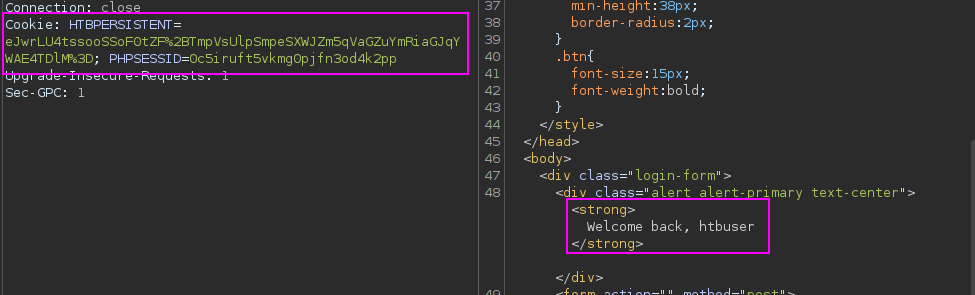 Connection: close
Cookie: HTBPERSISTENT=
eJwrLU4tssooSSoF0tZF%2BTmpVsUlpSmpeSXWJZm5qVaGZuYmRiaGJqY
WAE4TDlM%3D; PHPSESSID=0c5iruft5vkmg0pjfn3od4k2pp
Upgrade-Insecure-Requests: 1
Sec-GPC: 1
37 min-height:38px;
38 border-radius:2px;
39 }
40 .btn{
41 font-size:15px;
42 font-weight:bold;
43 }
44 </style>
45 </head>
46 <body>
47 <div class="login-form">
48 <div class="alert alert-primary text-center">
<strong>
Welcome back, htbuser
</strong>
</div>
49 <form action="" method="post">